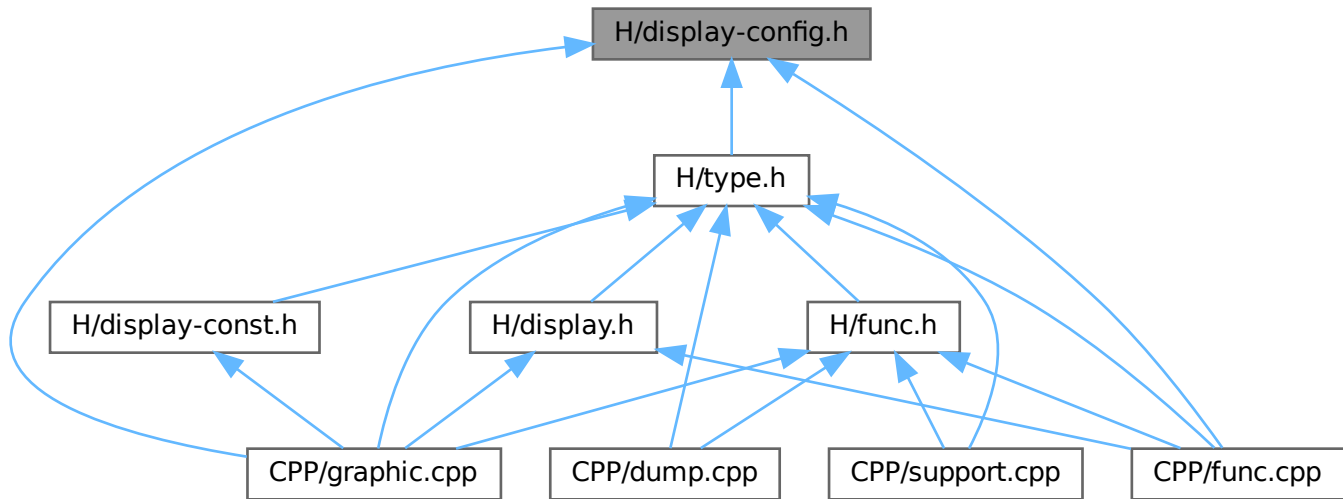 H/display-config.h
H/type.h
H/display-const.h
H/display.h
H/func.h
CPP/graphic.cpp
CPP/dump.cpp
CPP/support.cpp
CPP/func.cpp